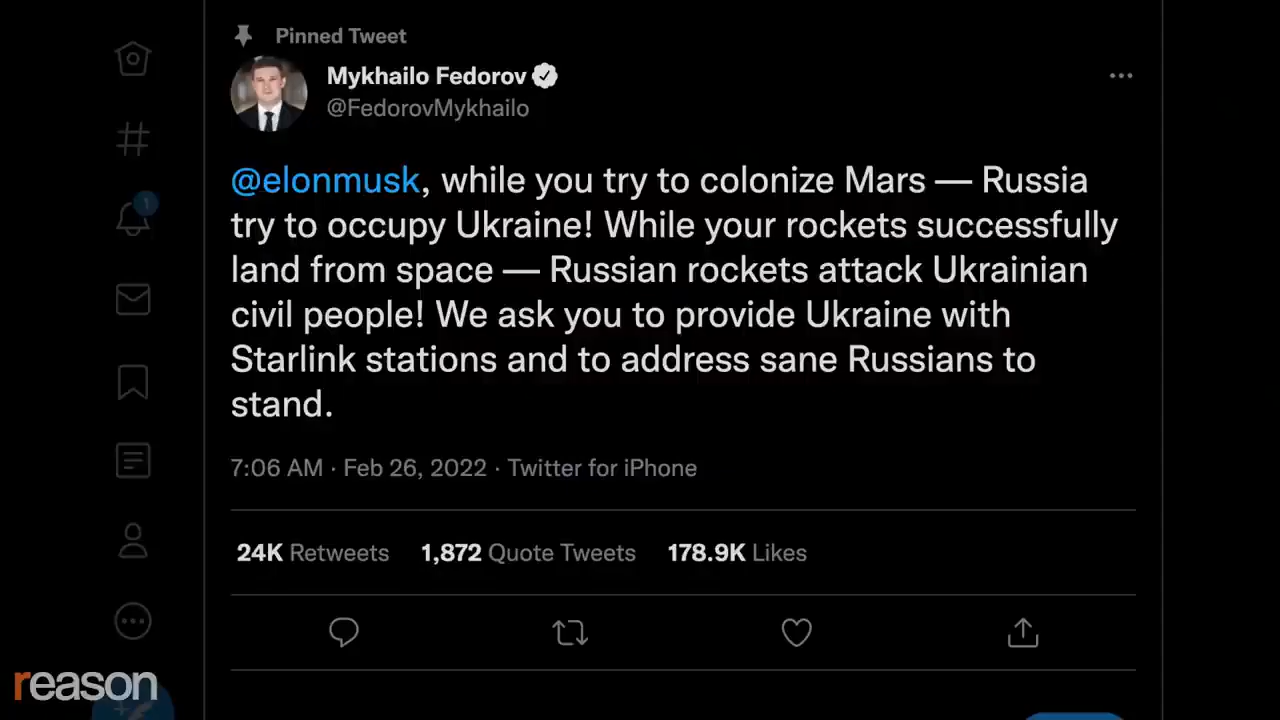 Pinned Tweet
Mykhailo Fedorov
@FedorovMykhailo
@elonmusk, while you try to colonize Mars — Russia
try to occupy Ukraine! While your rockets successfully
land from space — Russian rockets attack Ukrainian
civil people! We ask you to provide Ukraine with
Starlink stations and to address sane Russians to
stand.
7:06 AM · Feb 26, 2022 · Twitter for iPhone
24K Retweets 1,872 Quote Tweets 178.9K Likes
1
reason